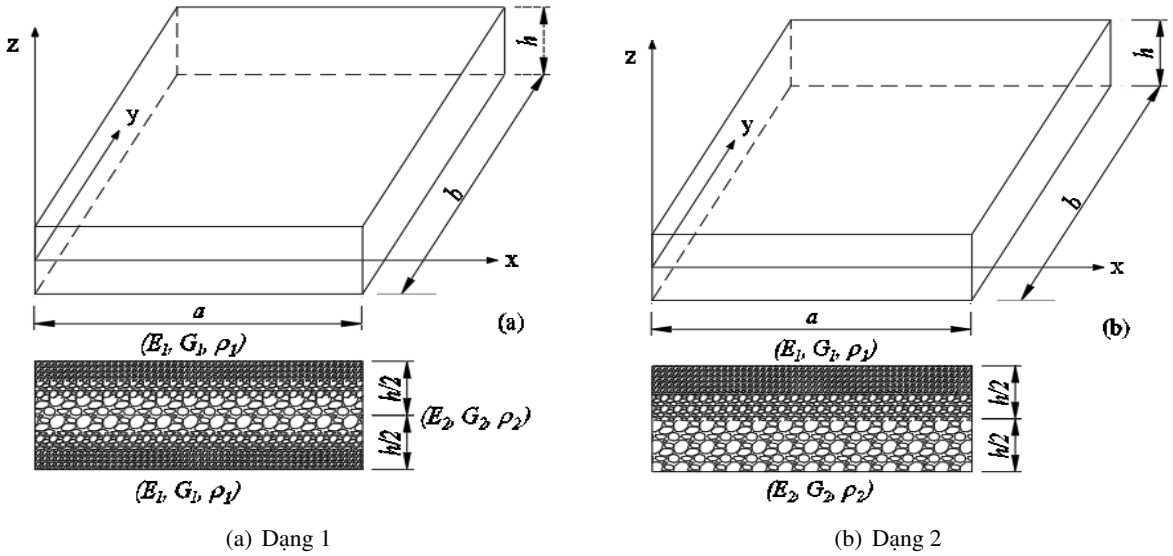 z
y
x
h
b
a
(a)
(E₁, G₁, ρ₁)
h/2
h/2
(E₂, G₂, ρ₂)
(E₁, G₁, ρ₁)
(a) Dạng 1
z
y
x
h
b
a
(b)
(E₁, G₁, ρ₁)
h/2
h/2
(E₂, G₂, ρ₂)
(b) Dạng 2